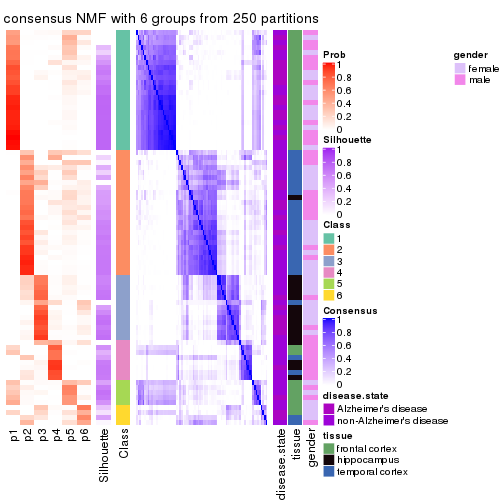 consensus NMF with 6 groups from 250 partitions
Prob
1
0.8
0.6
0.4
0.2
0
Silhouette
1
0.8
0.6
0.4
0.2
0
Class
1
2
3
4
5
6
Consensus
1
0.8
0.6
0.4
0.2
0
disease.state
Alzheimer's disease
non-Alzheimer's disease
tissue
frontal cortex
hippocampus
temporal cortex
gender
female
male
p1
p2
p3
p4
p5
p6
Silhouette
Class
disease.state
tissue
gender